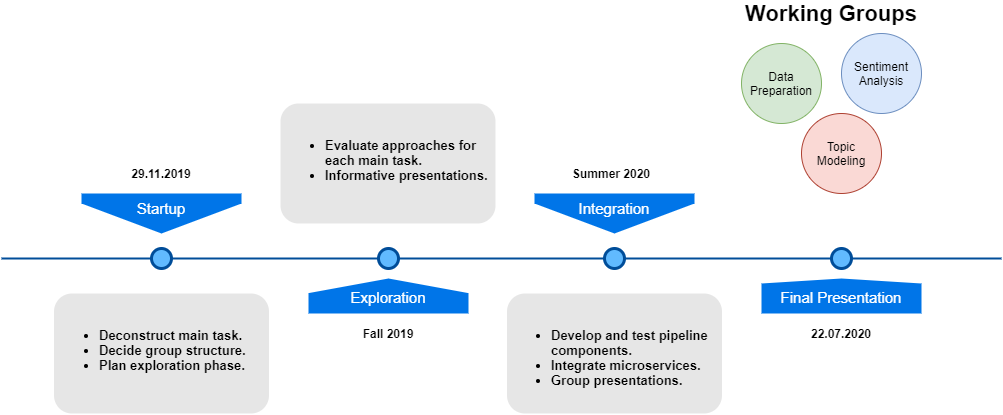 Working Groups
Data
Preparation
Sentiment
Analysis
Topic
Modeling
• Evaluate approaches for
each main task.
• Informative presentations.
29.11.2019
Startup
Summer 2020
Integration
Exploration
Fall 2019
Final Presentation
22.07.2020
• Deconstruct main task.
• Decide group structure.
• Plan exploration phase.
• Develop and test pipeline
components.
• Integrate microservices.
• Group presentations.